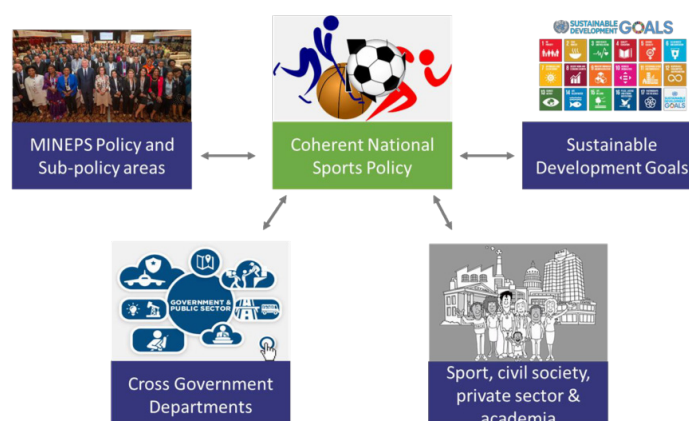 SUSTAINABLE
DEVELOPMENT GOALS
MINEPS Policy and
Sub-policy areas
Coherent National
Sports Policy
Sustainable
Development Goals
GOVERNMENT &
PUBLIC SECTOR
Cross Government
Departments
Sport, civil society,
private sector &
academia